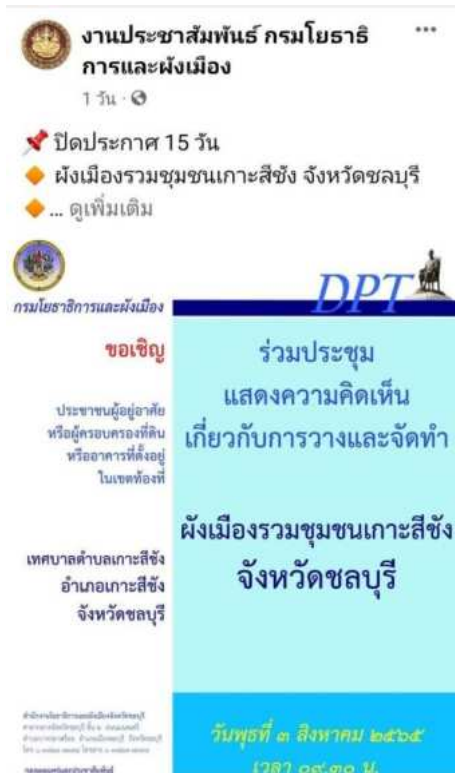 งานประชาสัมพันธ์ กรมโยธาธิ
การและผังเมือง
1 วัน ·
ปิดประกาศ 15 วัน
ผังเมืองรวมชุมชนเกาะสีชัง จังหวัดชลบุรี
... ดูเพิ่มเติม
กรมโยธาธิการและผังเมือง
DPT
ขอเชิญ
ประชาชนผู้อยู่อาศัย
หรือผู้ครอบครองที่ดิน
หรืออาคารที่ตั้งอยู่
ในเขตท้องที่
เทศบาลตำบลเกาะสีชัง
อำเภอเกาะสีชัง
จังหวัดชลบุรี
ร่วมประชุม
แสดงความคิดเห็น
เกี่ยวกับการวางและจัดทำ
ผังเมืองรวมชุมชนเกาะสีชัง
จังหวัดชลบุรี
วันพุธที่ ๓ สิงหาคม ๒๕๖๕
เวลา ๐๙.๓๐ น.